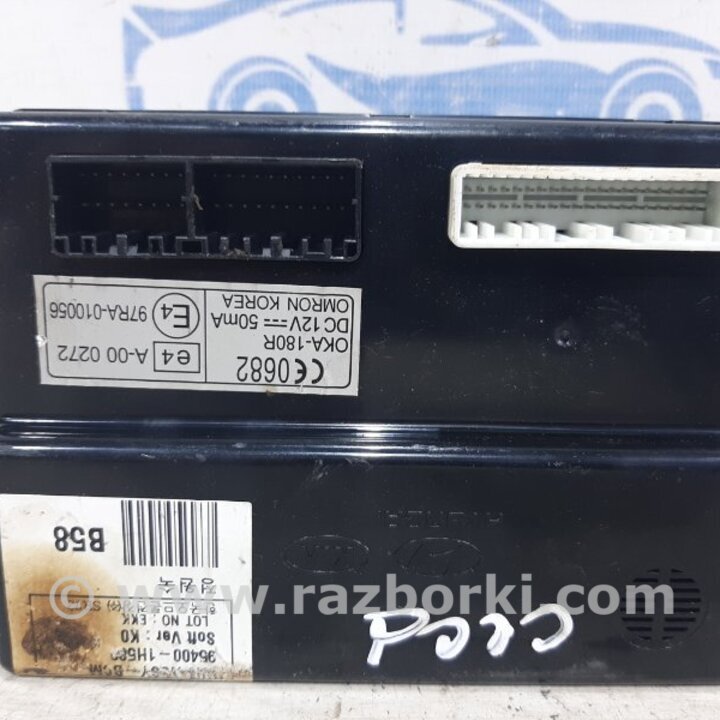 CE0682
OKA-180R
DC 12V 50mA
OMRON KOREA
e4 A-00 0272
E4 97RA-010056
B58
95400-1H5
Soft Ver : K0
LOT NO : EKK
www.razborki.com
Ceed